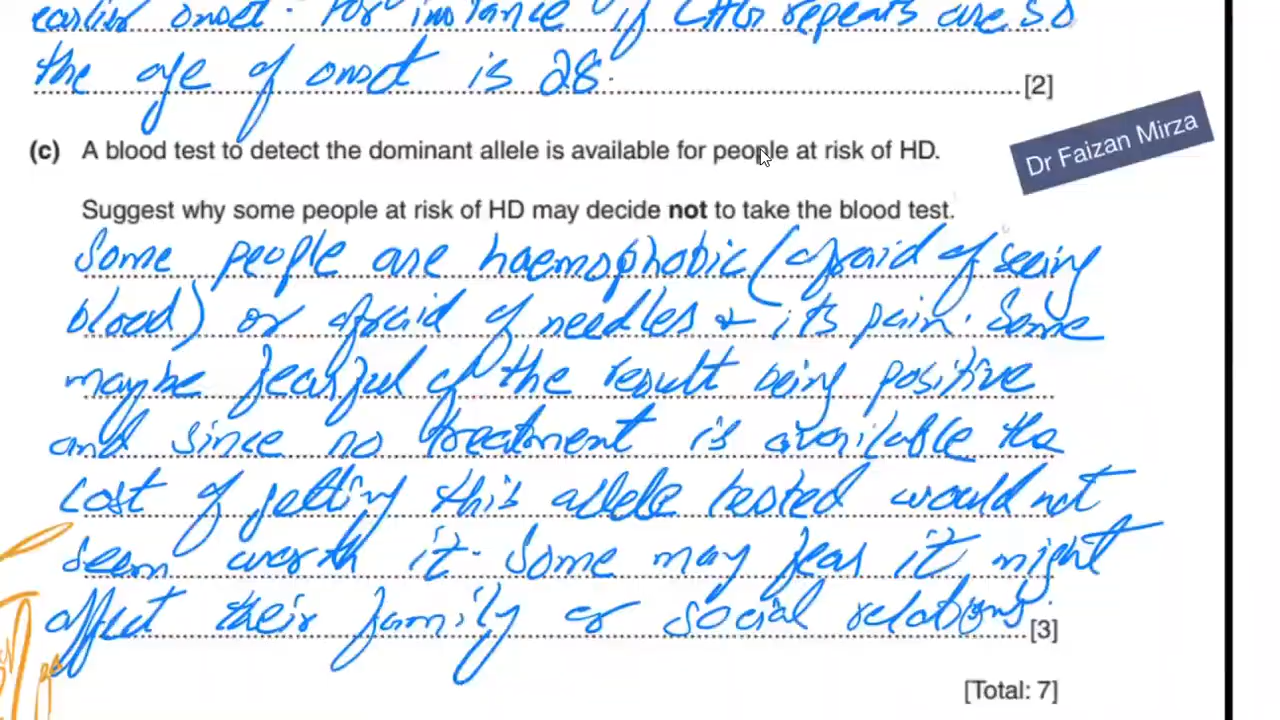 earlier onset. For instance if CAG repeats are 50
the age of onset is 28.
[2]
(c) A blood test to detect the dominant allele is available for people at risk of HD.
Dr Faizan Mirza
Suggest why some people at risk of HD may decide not to take the blood test.
Some people are haemophobic (afraid of seeing
blood) or afraid of needles & its pain. Some
maybe fearful of the result being positive
and since no treatment is available the
cost of getting this allele tested would not
seem worth it. Some may fear it might
affect their family or social relations.
[3]
[Total: 7]